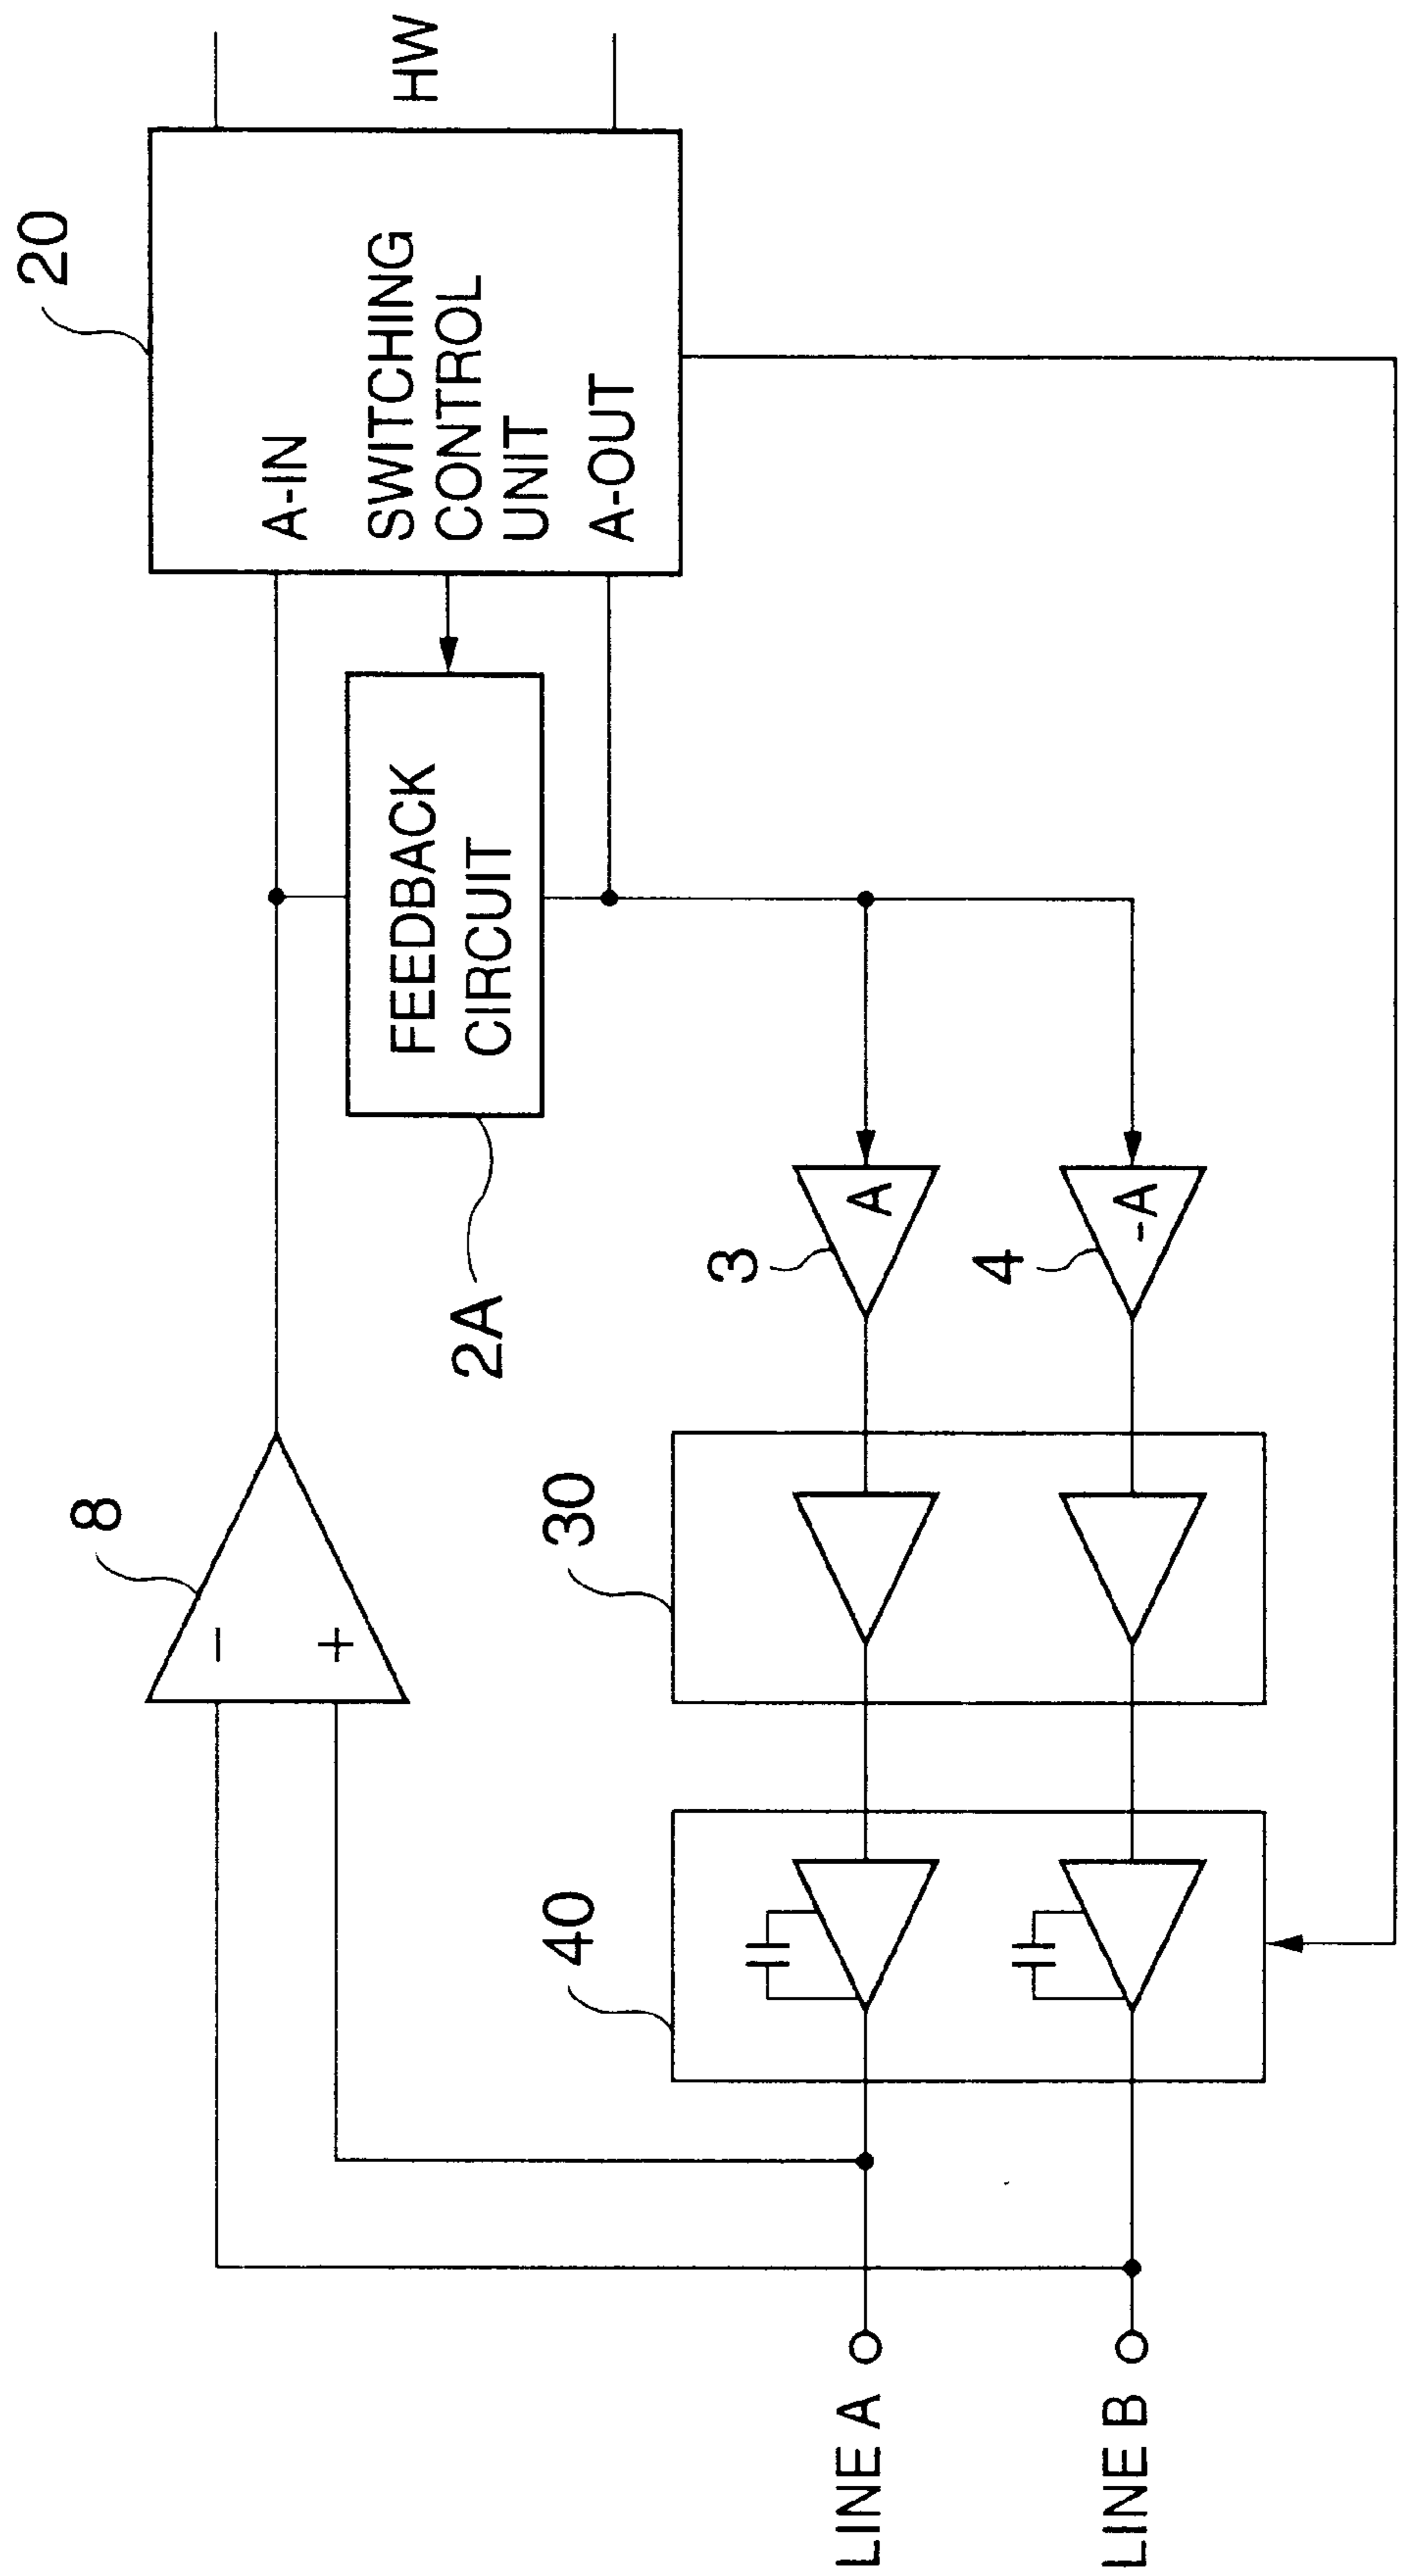 20
HW
A-IN
SWITCHING
CONTROL
UNIT
A-OUT
FEEDBACK
CIRCUIT
2A
8
−
+
3
A
4
-A
30
40
LINE A
LINE B